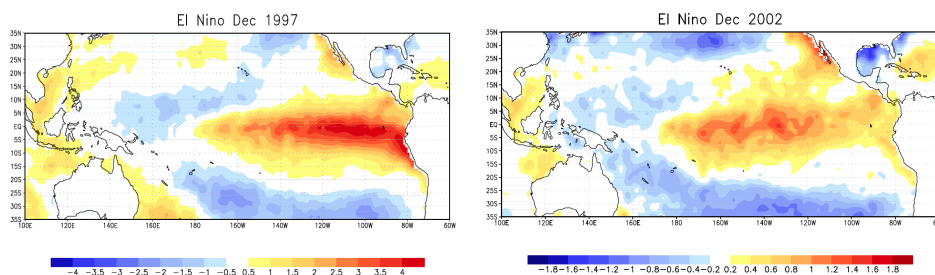 El Nino Dec 1997
35N
30N
25N
20N
15N
10N
5N
EQ
5S
10S
15S
20S
25S
30S
35S
100E 120E 140E 160E 180 160W 140W 120W 100W 80W 60W
-4 -3.5 -3 -2.5 -2 -1.5 -1 -0.5 0.5 1 1.5 2 2.5 3 3.5 4
El Nino Dec 2002
35N
30N
25N
20N
15N
10N
5N
EQ
5S
10S
15S
20S
25S
30S
35S
100E 120E 140E 160E 180 160W 140W 120W 100W 80W 6
-1.8 -1.6 -1.4 -1.2 -1 -0.8 -0.6 -0.4 -0.2 0.2 0.4 0.6 0.8 1 1.2 1.4 1.6 1.8